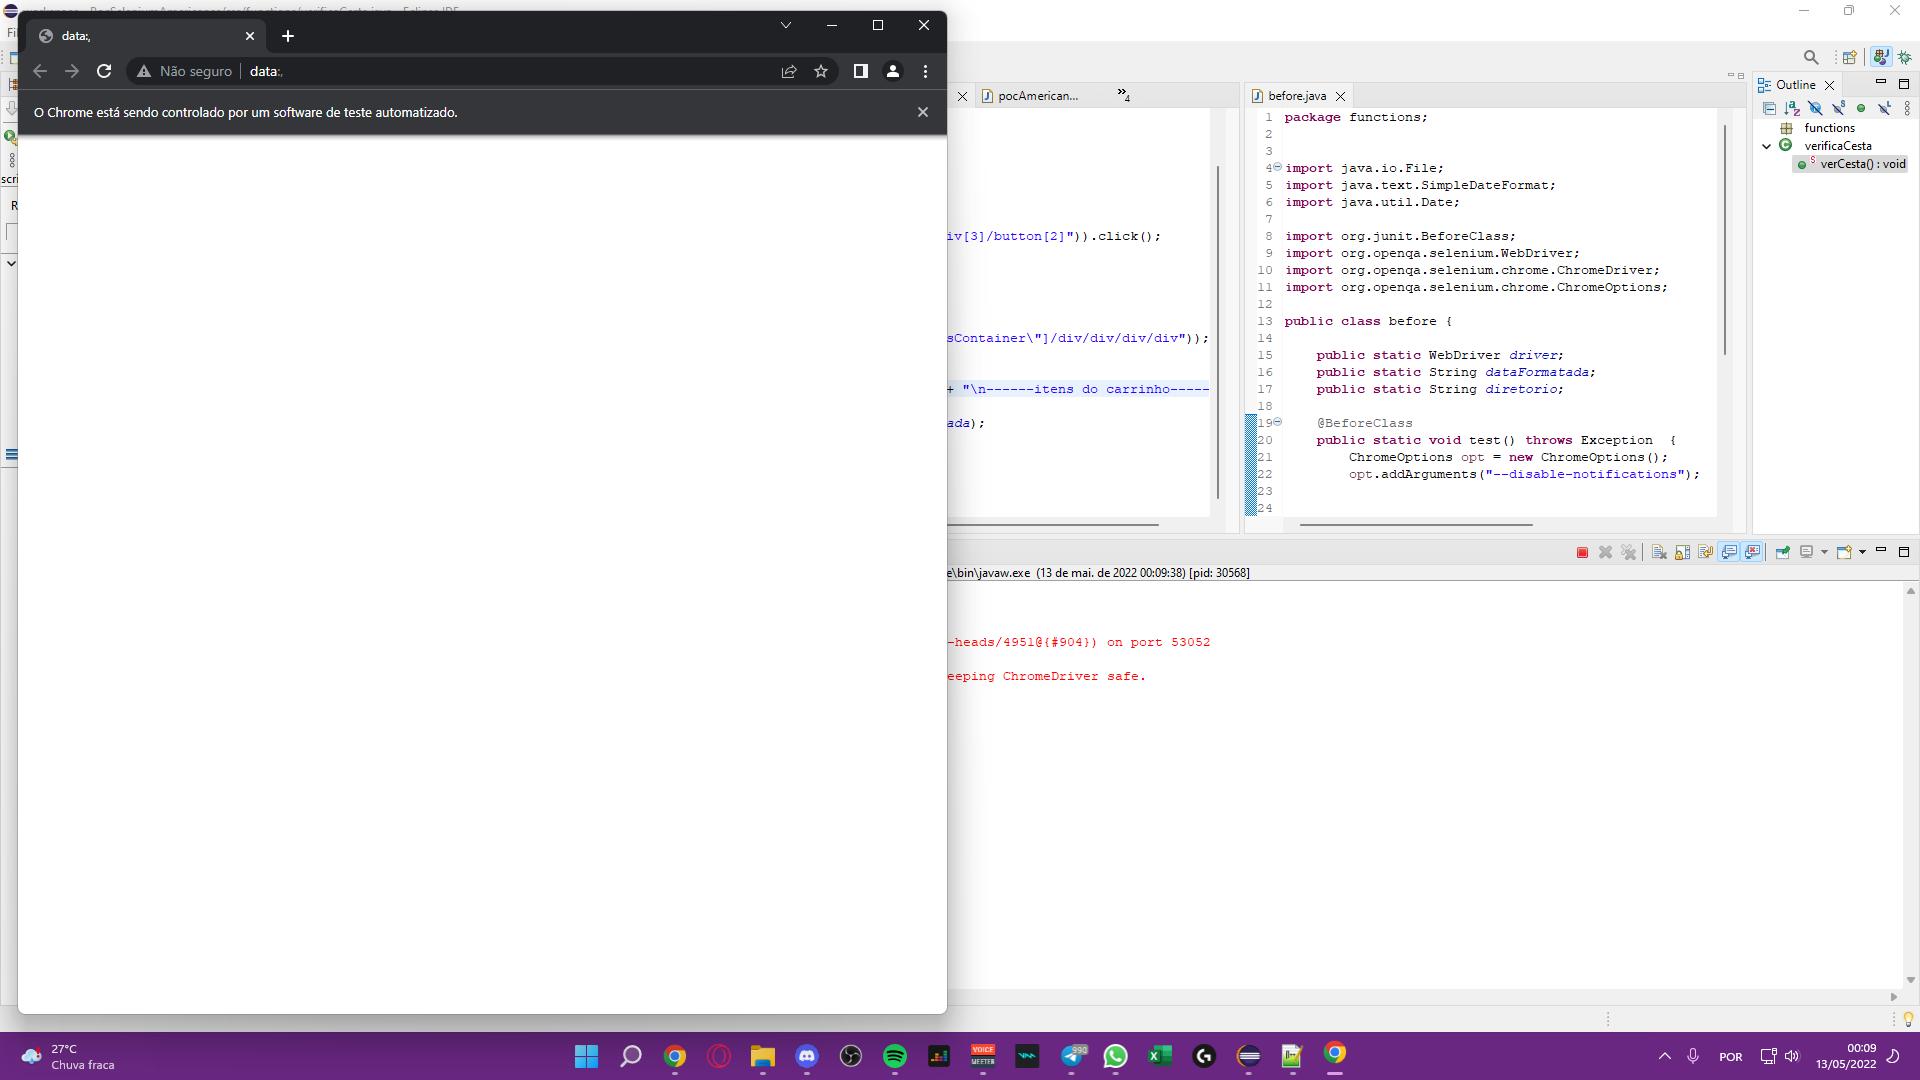 data:,
Não seguro
data:,
O Chrome está sendo controlado por um software de teste automatizado.
pocAmerican...
4
before.java
Outline
functions
verificaCesta
verCesta() : void
iv[3]/button[2]")).click();
sContainer\"]/div/div/div/div"));
+ "\n------itens do carrinho-----
ada);
1 package functions;
2
3
4 import java.io.File;
5 import java.text.SimpleDateFormat;
6 import java.util.Date;
7
8 import org.junit.BeforeClass;
9 import org.openqa.selenium.WebDriver;
10 import org.openqa.selenium.chrome.ChromeDriver;
11 import org.openqa.selenium.chrome.ChromeOptions;
12
13 public class before {
14
15 public static WebDriver driver;
16 public static String dataFormatada;
17 public static String diretorio;
18
19 @BeforeClass
20 public static void test() throws Exception {
21 ChromeOptions opt = new ChromeOptions();
22 opt.addArguments("--disable-notifications");
23
24
e\bin\javaw.exe (13 de mai. de 2022 00:09:38) [pid: 30568]
-heads/4951@{#904}) on port 53052
eeping ChromeDriver safe.
27°C
Chuva fraca
VOICE
MEETER
990
POR
00:09
13/05/2022